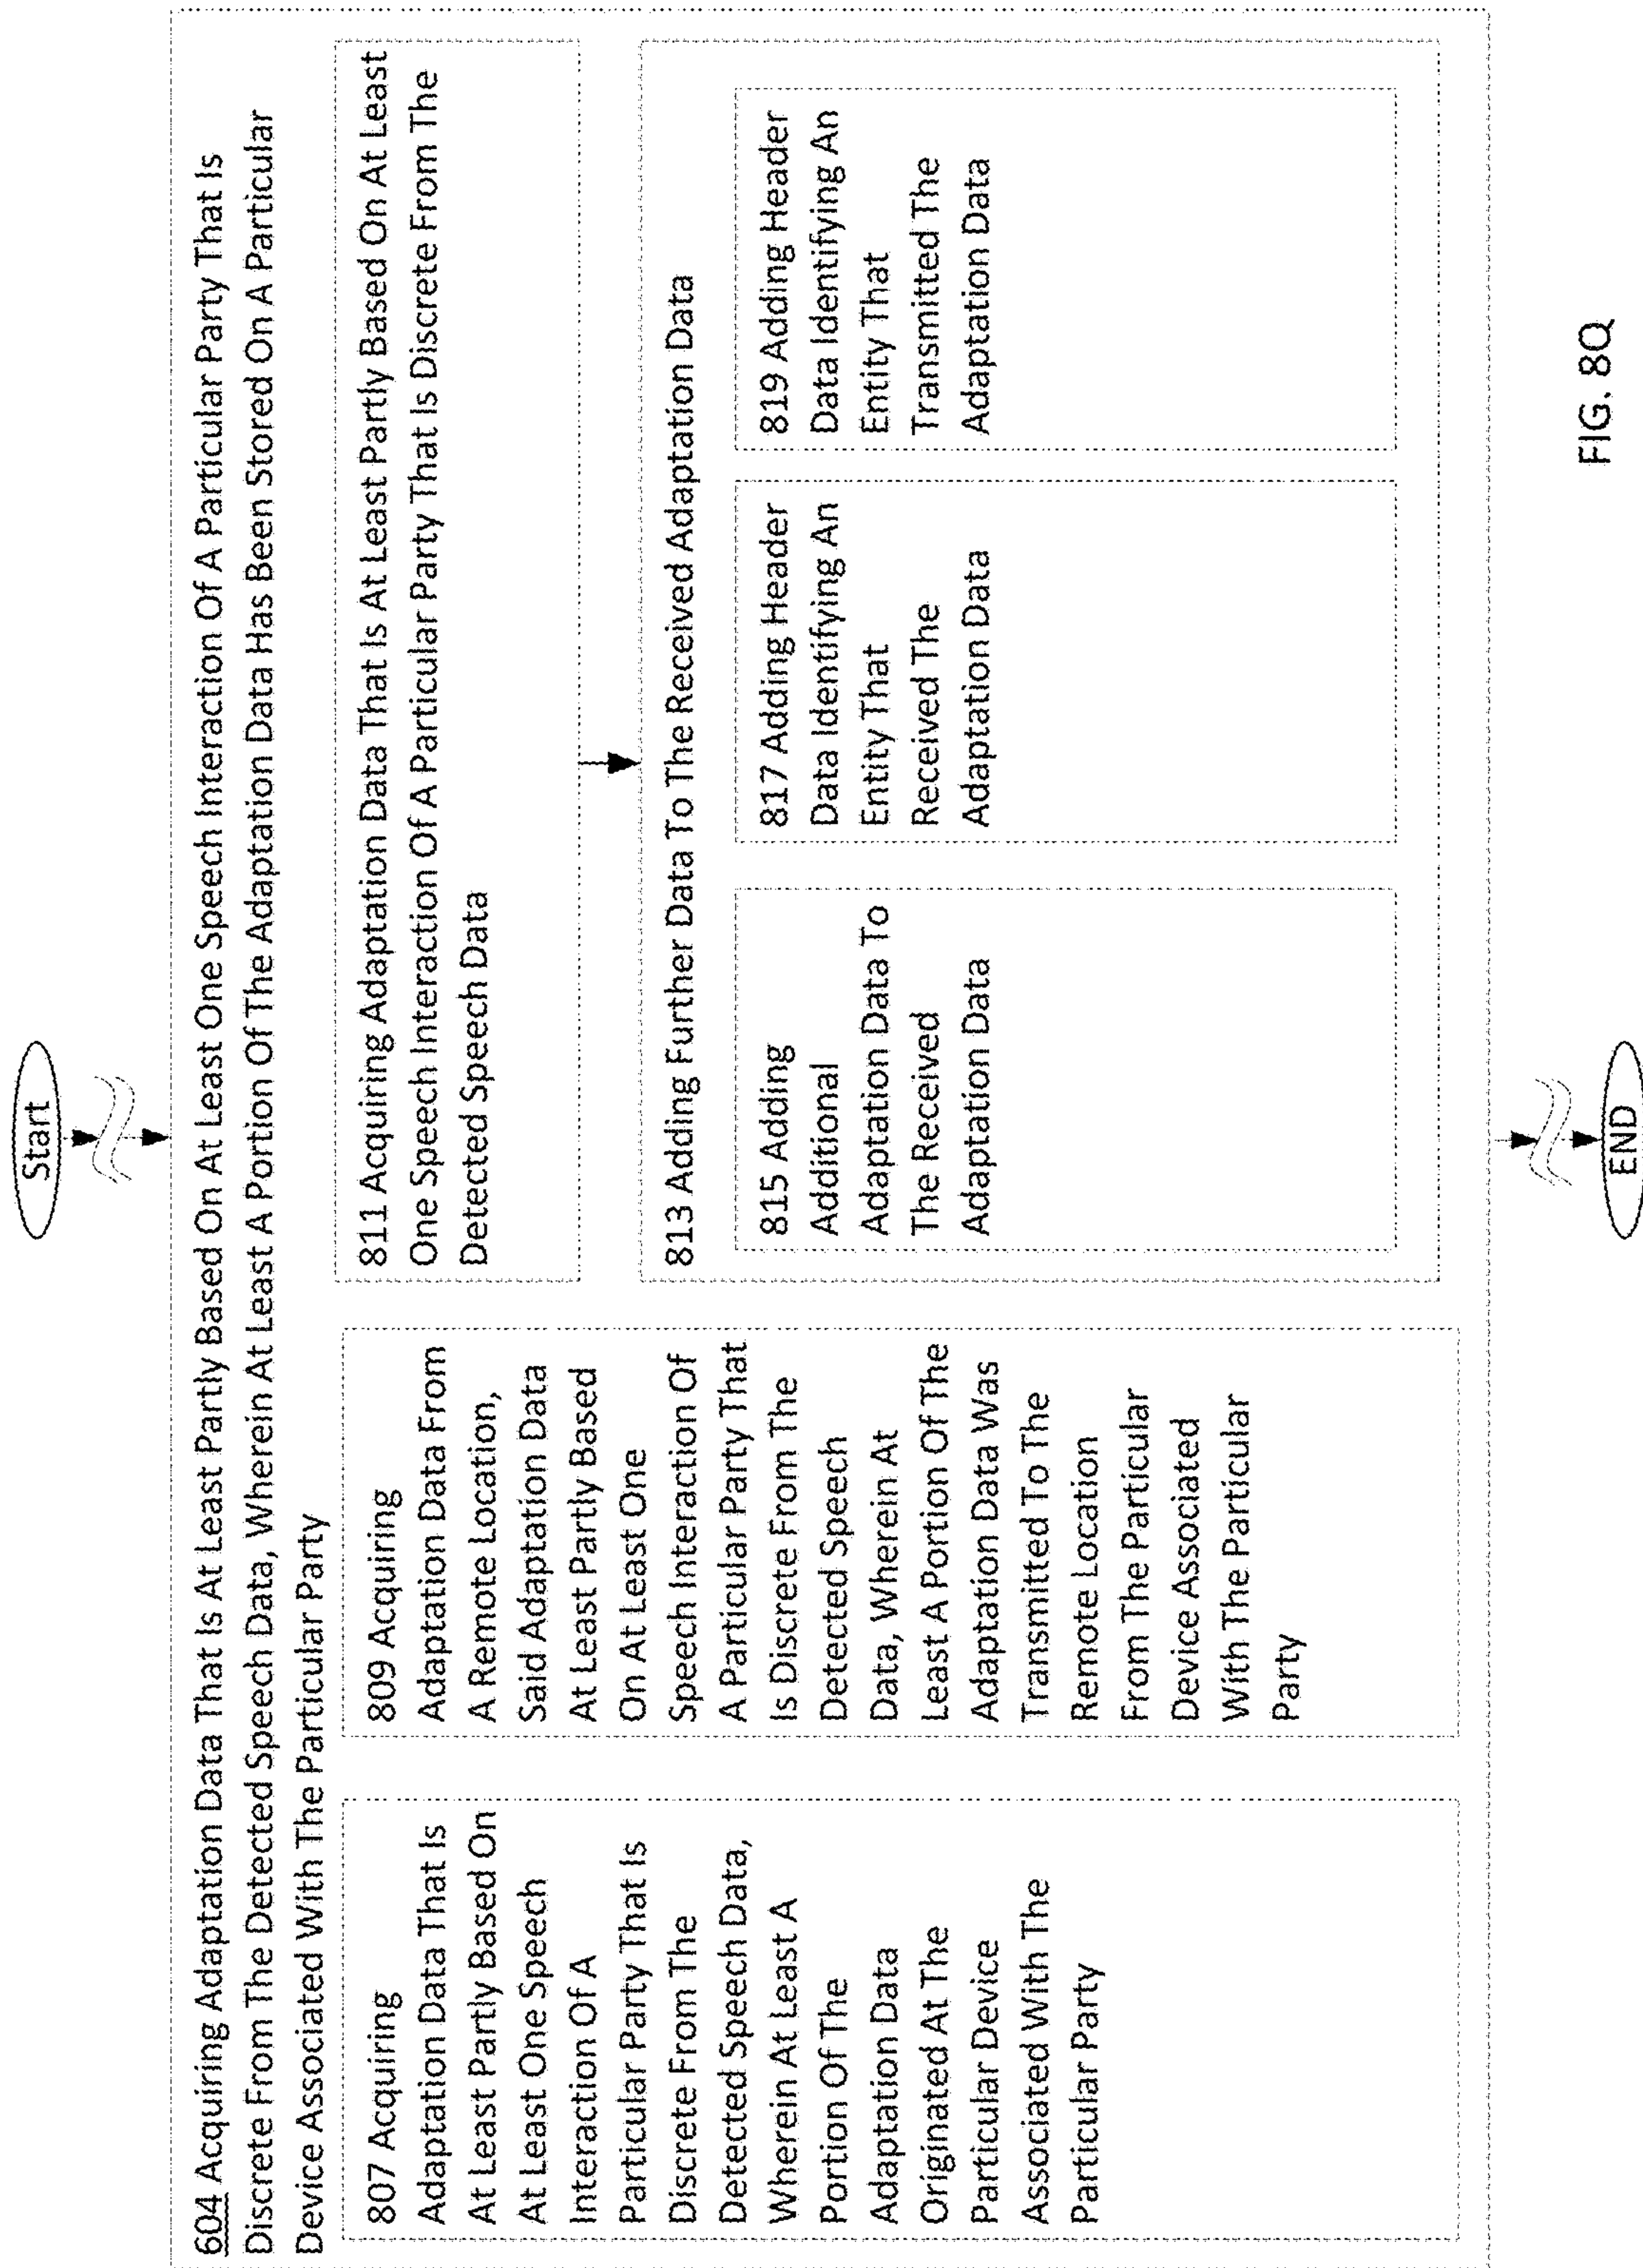 Start
604 Acquiring Adaptation Data That Is At Least Partly Based On At Least One Speech Interaction Of A Particular Party That Is
Discrete From The Detected Speech Data, Wherein At Least A Portion Of The Adaptation Data Has Been Stored On A Particular
Device Associated With The Particular Party
807 Acquiring
Adaptation Data That Is
At Least Partly Based On
At Least One Speech
Interaction Of A
Particular Party That Is
Discrete From The
Detected Speech Data,
Wherein At Least A
Portion Of The
Adaptation Data
Originated At The
Particular Device
Associated With The
Particular Party
809 Acquiring
Adaptation Data From
A Remote Location,
Said Adaptation Data
At Least Partly Based
On At Least One
Speech Interaction Of
A Particular Party That
Is Discrete From The
Detected Speech
Data, Wherein At
Least A Portion Of The
Adaptation Data Was
Transmitted To The
Remote Location
From The Particular
Device Associated
With The Particular
Party
811 Acquiring Adaptation Data That Is At Least Partly Based On At Least
One Speech Interaction Of A Particular Party That Is Discrete From The
Detected Speech Data
813 Adding Further Data To The Received Adaptation Data
815 Adding
Additional
Adaptation Data To
The Received
Adaptation Data
817 Adding Header
Data Identifying An
Entity That
Received The
Adaptation Data
819 Adding Header
Data Identifying An
Entity That
Transmitted The
Adaptation Data
END
FIG. 8Q